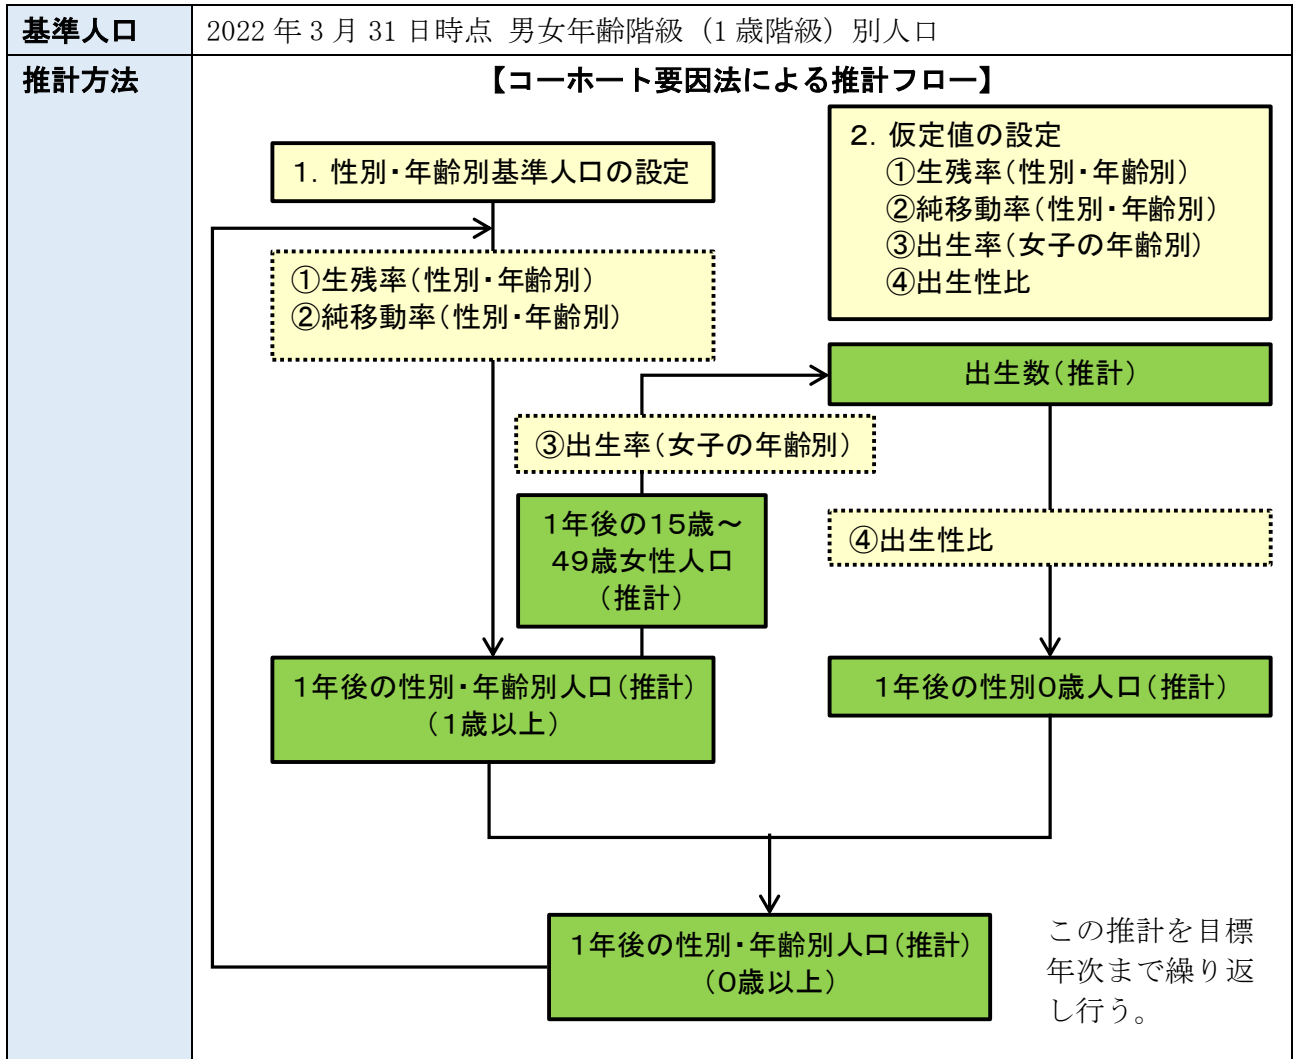 基準人口
2022 年 3 月 31 日時点 男女年齢階級（1 歳階級）別人口
推計方法
【コーホート要因法による推計フロー】
１．性別・年齢別基準人口の設定
２．仮定値の設定
①生残率（性別・年齢別）
②純移動率（性別・年齢別）
③出生率（女子の年齢別）
④出生性比
①生残率（性別・年齢別）
②純移動率（性別・年齢別）
出生数（推計）
③出生率（女子の年齢別）
1年後の15歳～
49歳女性人口
（推計）
④出生性比
1年後の性別・年齢別人口（推計）
（1歳以上）
1年後の性別0歳人口（推計）
1年後の性別・年齢別人口（推計）
（0歳以上）
この推計を目標
年次まで繰り返
し行う。